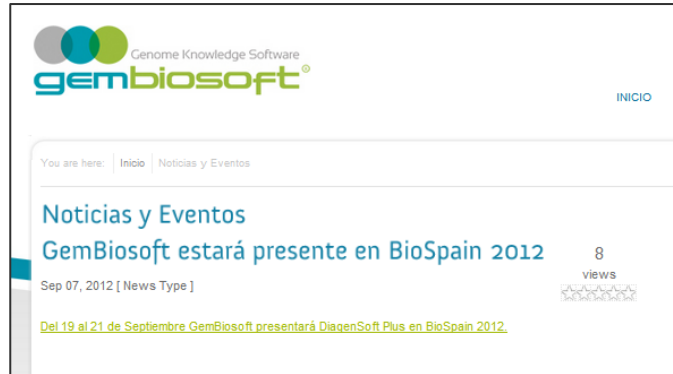 Genome Knowledge Software
gembiosoft®
INICIO
You are here: Inicio Noticias y Eventos
Noticias y Eventos
GemBiosoft estará presente en BioSpain 2012
8
views
Sep 07, 2012 [ News Type ]
Del 19 al 21 de Septiembre GemBiosoft presentará DiagenSoft Plus en BioSpain 2012.